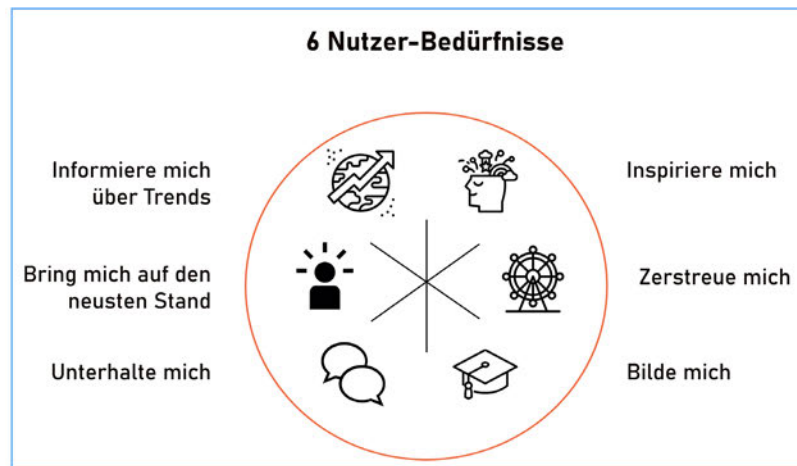 6 Nutzer-Bedürfnisse
Informiere mich
über Trends
Inspiriere mich
Bring mich auf den
neusten Stand
Zerstreue mich
Unterhalte mich
Bilde mich